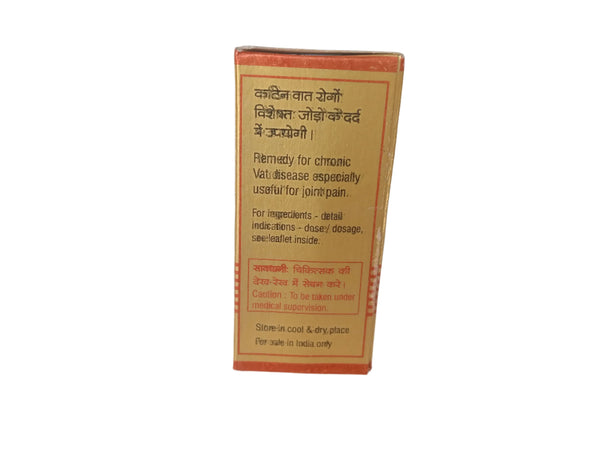 कठिन वात रोगों
विशेषतः जोड़ों के दर्द
में उपयोगी।
Remedy for chronic
Vat disease especially
useful for joint pain.
For ingredients - detail
indications - dose / dosage,
see leaflet inside.
सावधानी: चिकित्सक की
देख-रेख में सेवन करें।
Caution : To be taken under
medical supervision.
Store in cool & dry place
For sale in India only